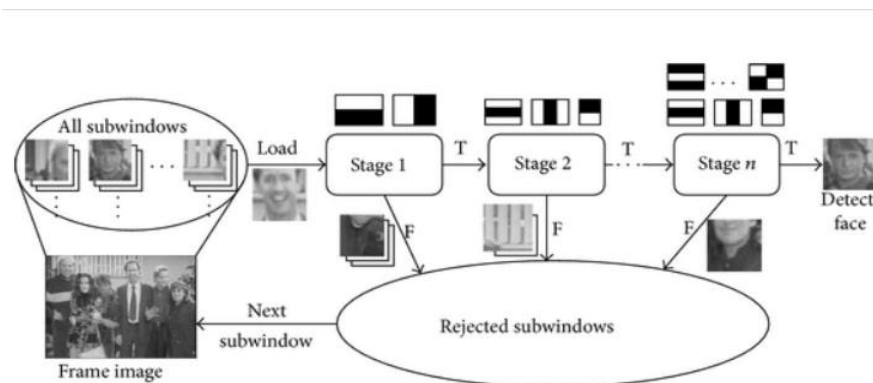 All subwindows
Load
Stage 1
T
Stage 2
T
Stage n
T
Detect
face
F
F
F
Rejected subwindows
Next
subwindow
Frame image